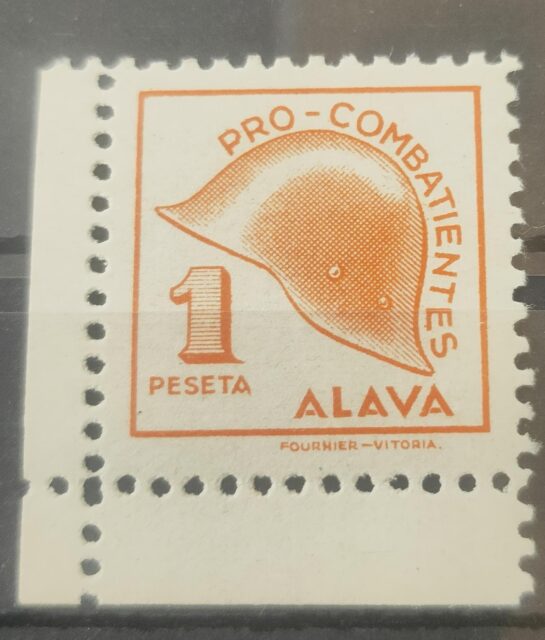 PRO-COMBATIENTES
1
PESETA
ALAVA
FOURNIER-VITORIA.